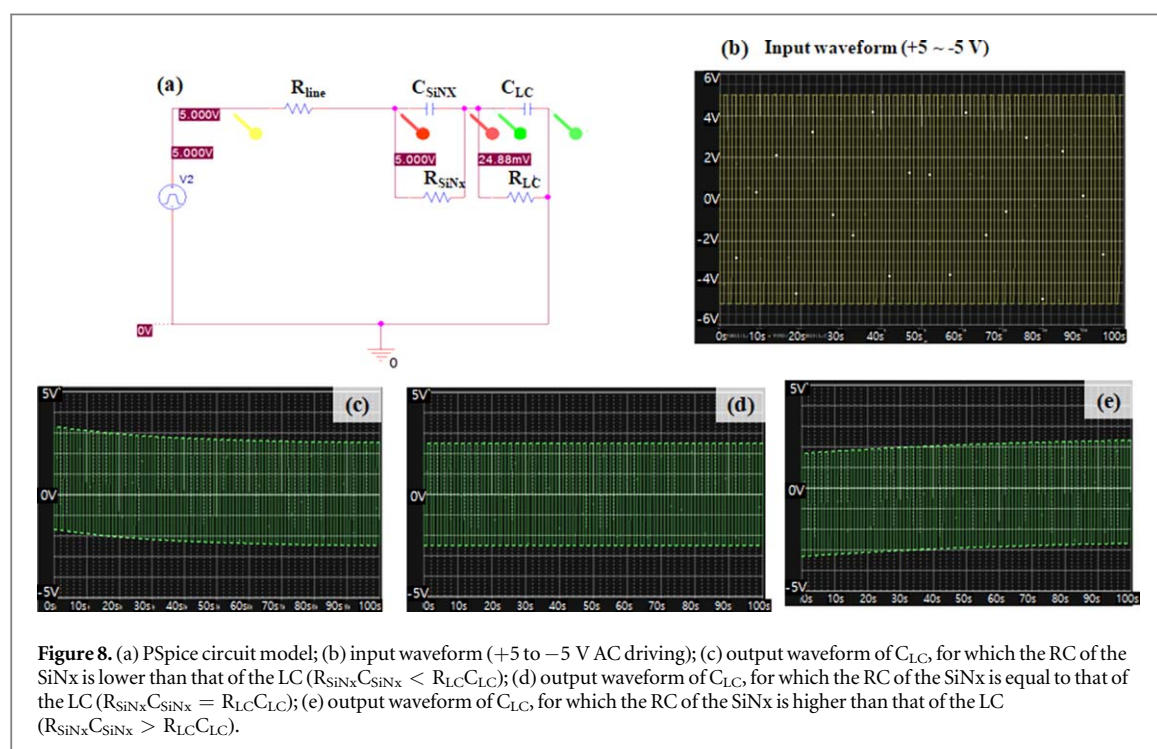 (b) Input waveform (+5 ~ -5 V)
(a)
Rline
CSiNX
CLC
5.000V
5.000V
V2
5.000V
24.88mV
RSiNx
RLC
0V
0
6V
4V
2V
0V
-2V
-4V
-6V
0s 10s 20s 30s 40s 50s 60s 70s 80s 90s 100s
5V
(c)
0V
-5V
0s 10s 20s 30s 40s 50s 60s 70s 80s 90s 100s
5V
(d)
0V
-5V
0s 10s 20s 30s 40s 50s 60s 70s 80s 90s 100s
5V
(e)
0V
-5V
0s 10s 20s 30s 40s 50s 60s 70s 80s 90s 100s
Figure 8. (a) PSpice circuit model; (b) input waveform (+5 to −5 V AC driving); (c) output waveform of CLC, for which the RC of the
SiNx is lower than that of the LC (RSiNxCSiNx < RLCCLC); (d) output waveform of CLC, for which the RC of the SiNx is equal to that of
the LC (RSiNxCSiNx = RLCCLC); (e) output waveform of CLC, for which the RC of the SiNx is higher than that of the LC
(RSiNxCSiNx > RLCCLC).